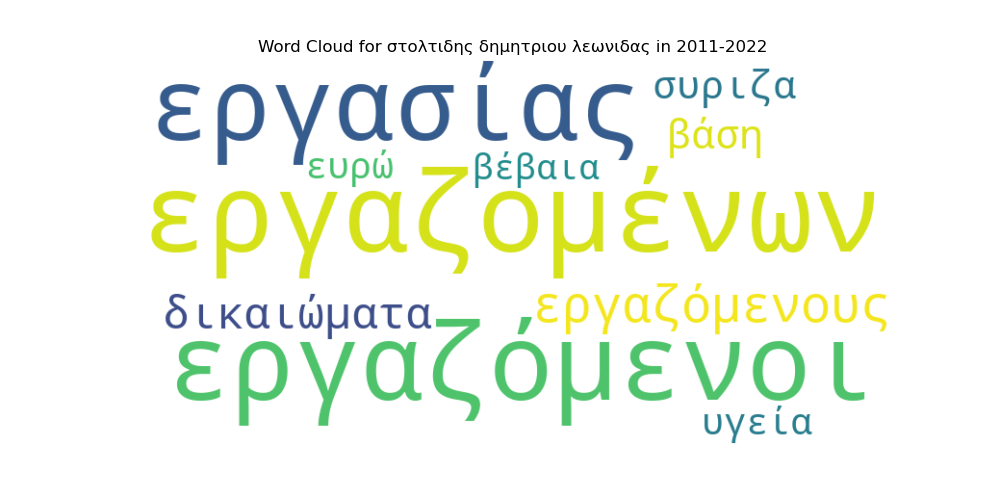 Word Cloud for στολτιδης δημητριου λεωνιδας in 2011-2022
εργασίας
συριζα
βάση
ευρώ
βέβαια
εργαζομένων
δικαιώματα
εργαζόμενους
εργαζόμενοι
υγεία